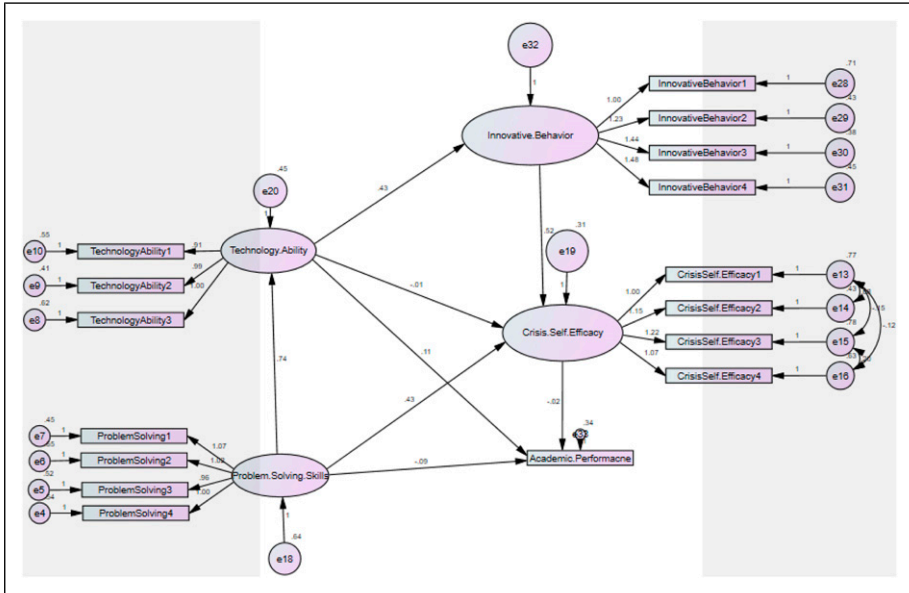 e32
1
Innovative.Behavior
1.00
1.23
1.44
1.48
InnovativeBehavior1
InnovativeBehavior2
InnovativeBehavior3
InnovativeBehavior4
1
1
1
1
.71
e28
.43
e29
.38
e30
.45
e31
.45
e20
1
.43
.52
.55
e10
1
TechnologyAbility1
.91
.41
e9
1
TechnologyAbility2
.99
.62
e8
1
TechnologyAbility3
1.00
Technology.Ability
-.01
.11
.74
.31
e19
1
Crisis.Self.Efficacy
1.00
1.15
1.22
1.07
CrisisSelf.Efficacy1
CrisisSelf.Efficacy2
CrisisSelf.Efficacy3
CrisisSelf.Efficacy4
1
1
1
1
.77
e13
.43
e14
.78
e15
.63
e16
-.15
-.12
.43
-.02
.34
Academic.Performacne
-.09
.45
e7
1
ProblemSolving1
1.07
e6
1
ProblemSolving2
.52
e5
1
ProblemSolving3
.96
e4
1
ProblemSolving4
1.00
Problem.Solving.Skills
1
.64
e18